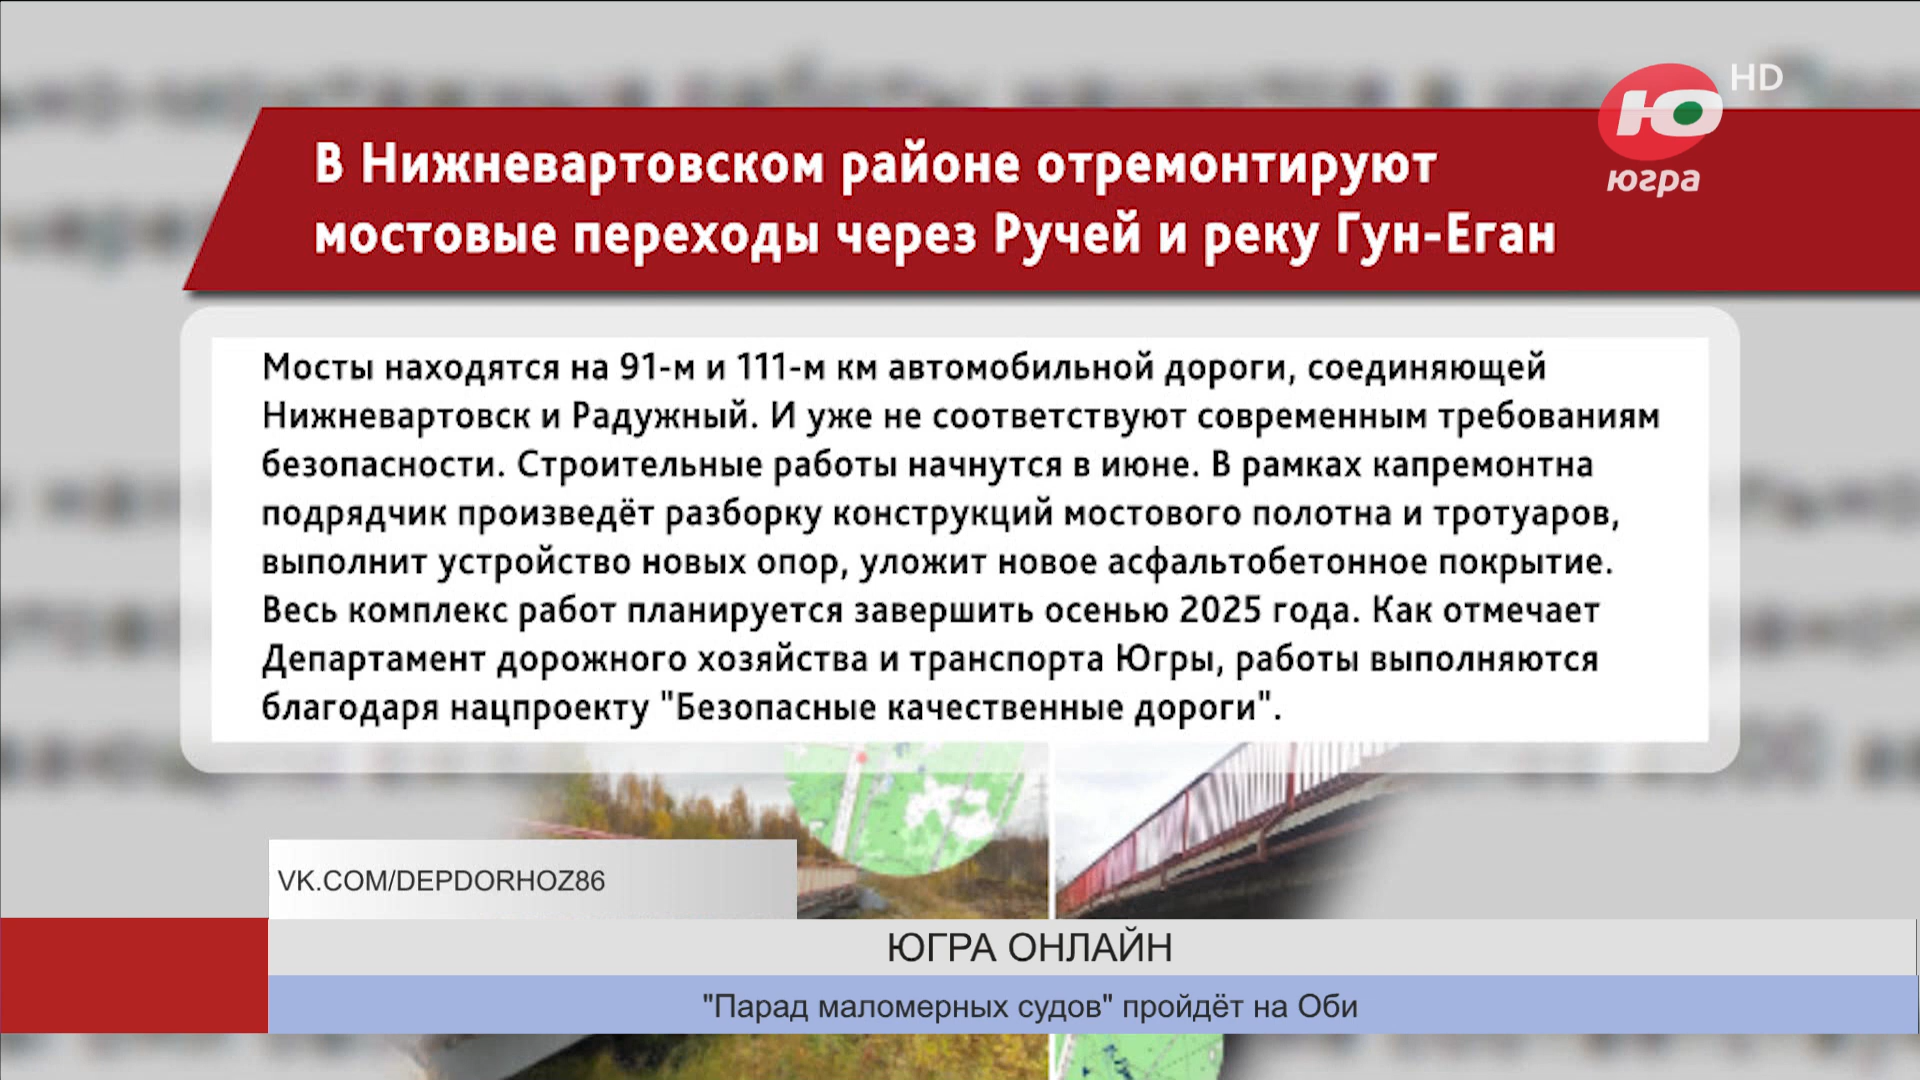 HD
югра
В Нижневартовском районе отремонтируют
мостовые переходы через Ручей и реку Гун-Еган
Мосты находятся на 91-м и 111-м км автомобильной дороги, соединяющей
Нижневартовск и Радужный. И уже не соответствуют современным требованиям
безопасности. Строительные работы начнутся в июне. В рамках капремонтна
подрядчик произведёт разборку конструкций мостового полотна и тротуаров,
выполнит устройство новых опор, уложит новое асфальтобетонное покрытие.
Весь комплекс работ планируется завершить осенью 2025 года. Как отмечает
Департамент дорожного хозяйства и транспорта Югры, работы выполняются
благодаря нацпроекту "Безопасные качественные дороги".
VK.COM/DEPDORHOZ86
ЮГРА ОНЛАЙН
"Парад маломерных судов" пройдёт на Оби